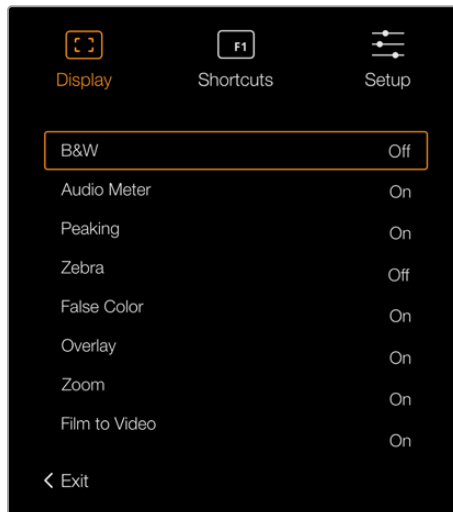 F1
Display Shortcuts Setup
B&W Off
Audio Meter On
Peaking On
Zebra Off
False Color On
Overlay On
Zoom On
Film to Video On
Exit